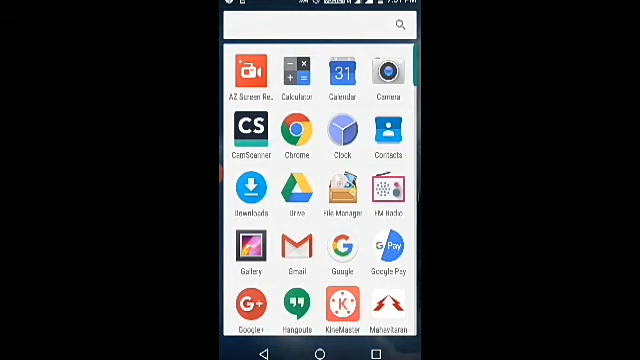 AZ Screen Re..
Calculator
Calendar
Camera
31
CS
CamScanner
Chrome
Clock
Contacts
Downloads
Drive
File Manager
FM Radio
G Pay
Gallery
Gmail
Google
Google Pay
G+
K
Google+
Hangouts
KineMaster
Mahavitaran